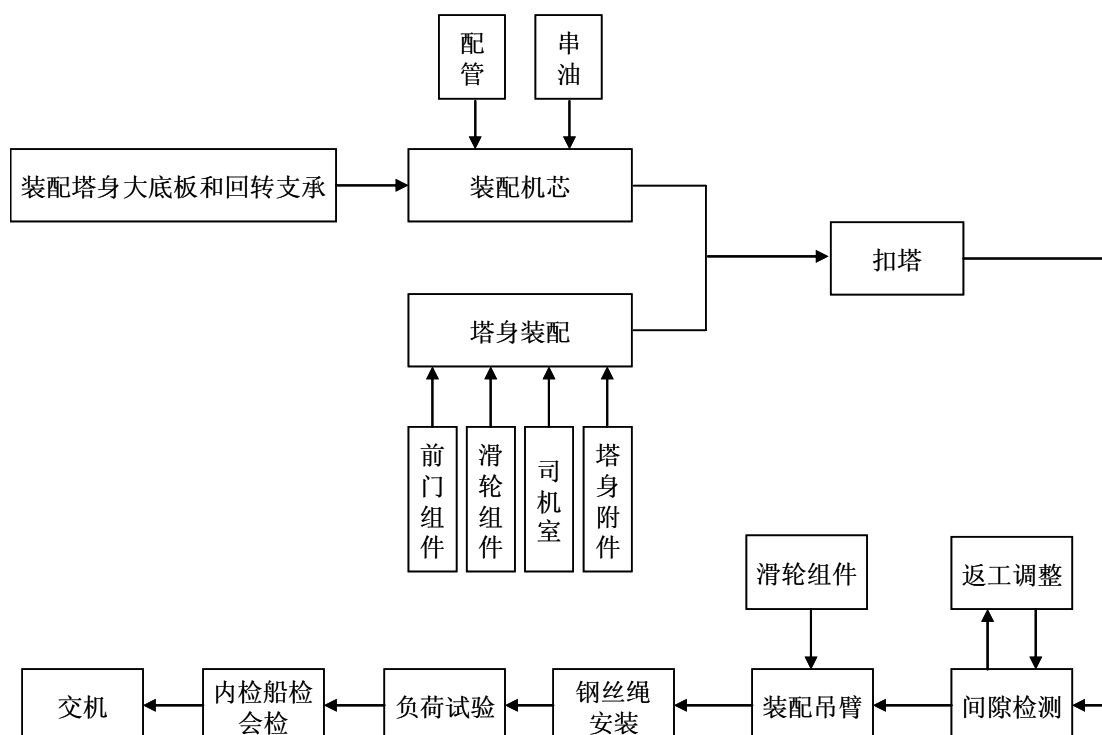 配管
串油
装配塔身大底板和回转支承
装配机芯
扣塔
塔身装配
前门组件
滑轮组件
司机室
塔身附件
滑轮组件
返工调整
交机
内检船检
会检
负荷试验
钢丝绳
安装
装配吊臂
间隙检测